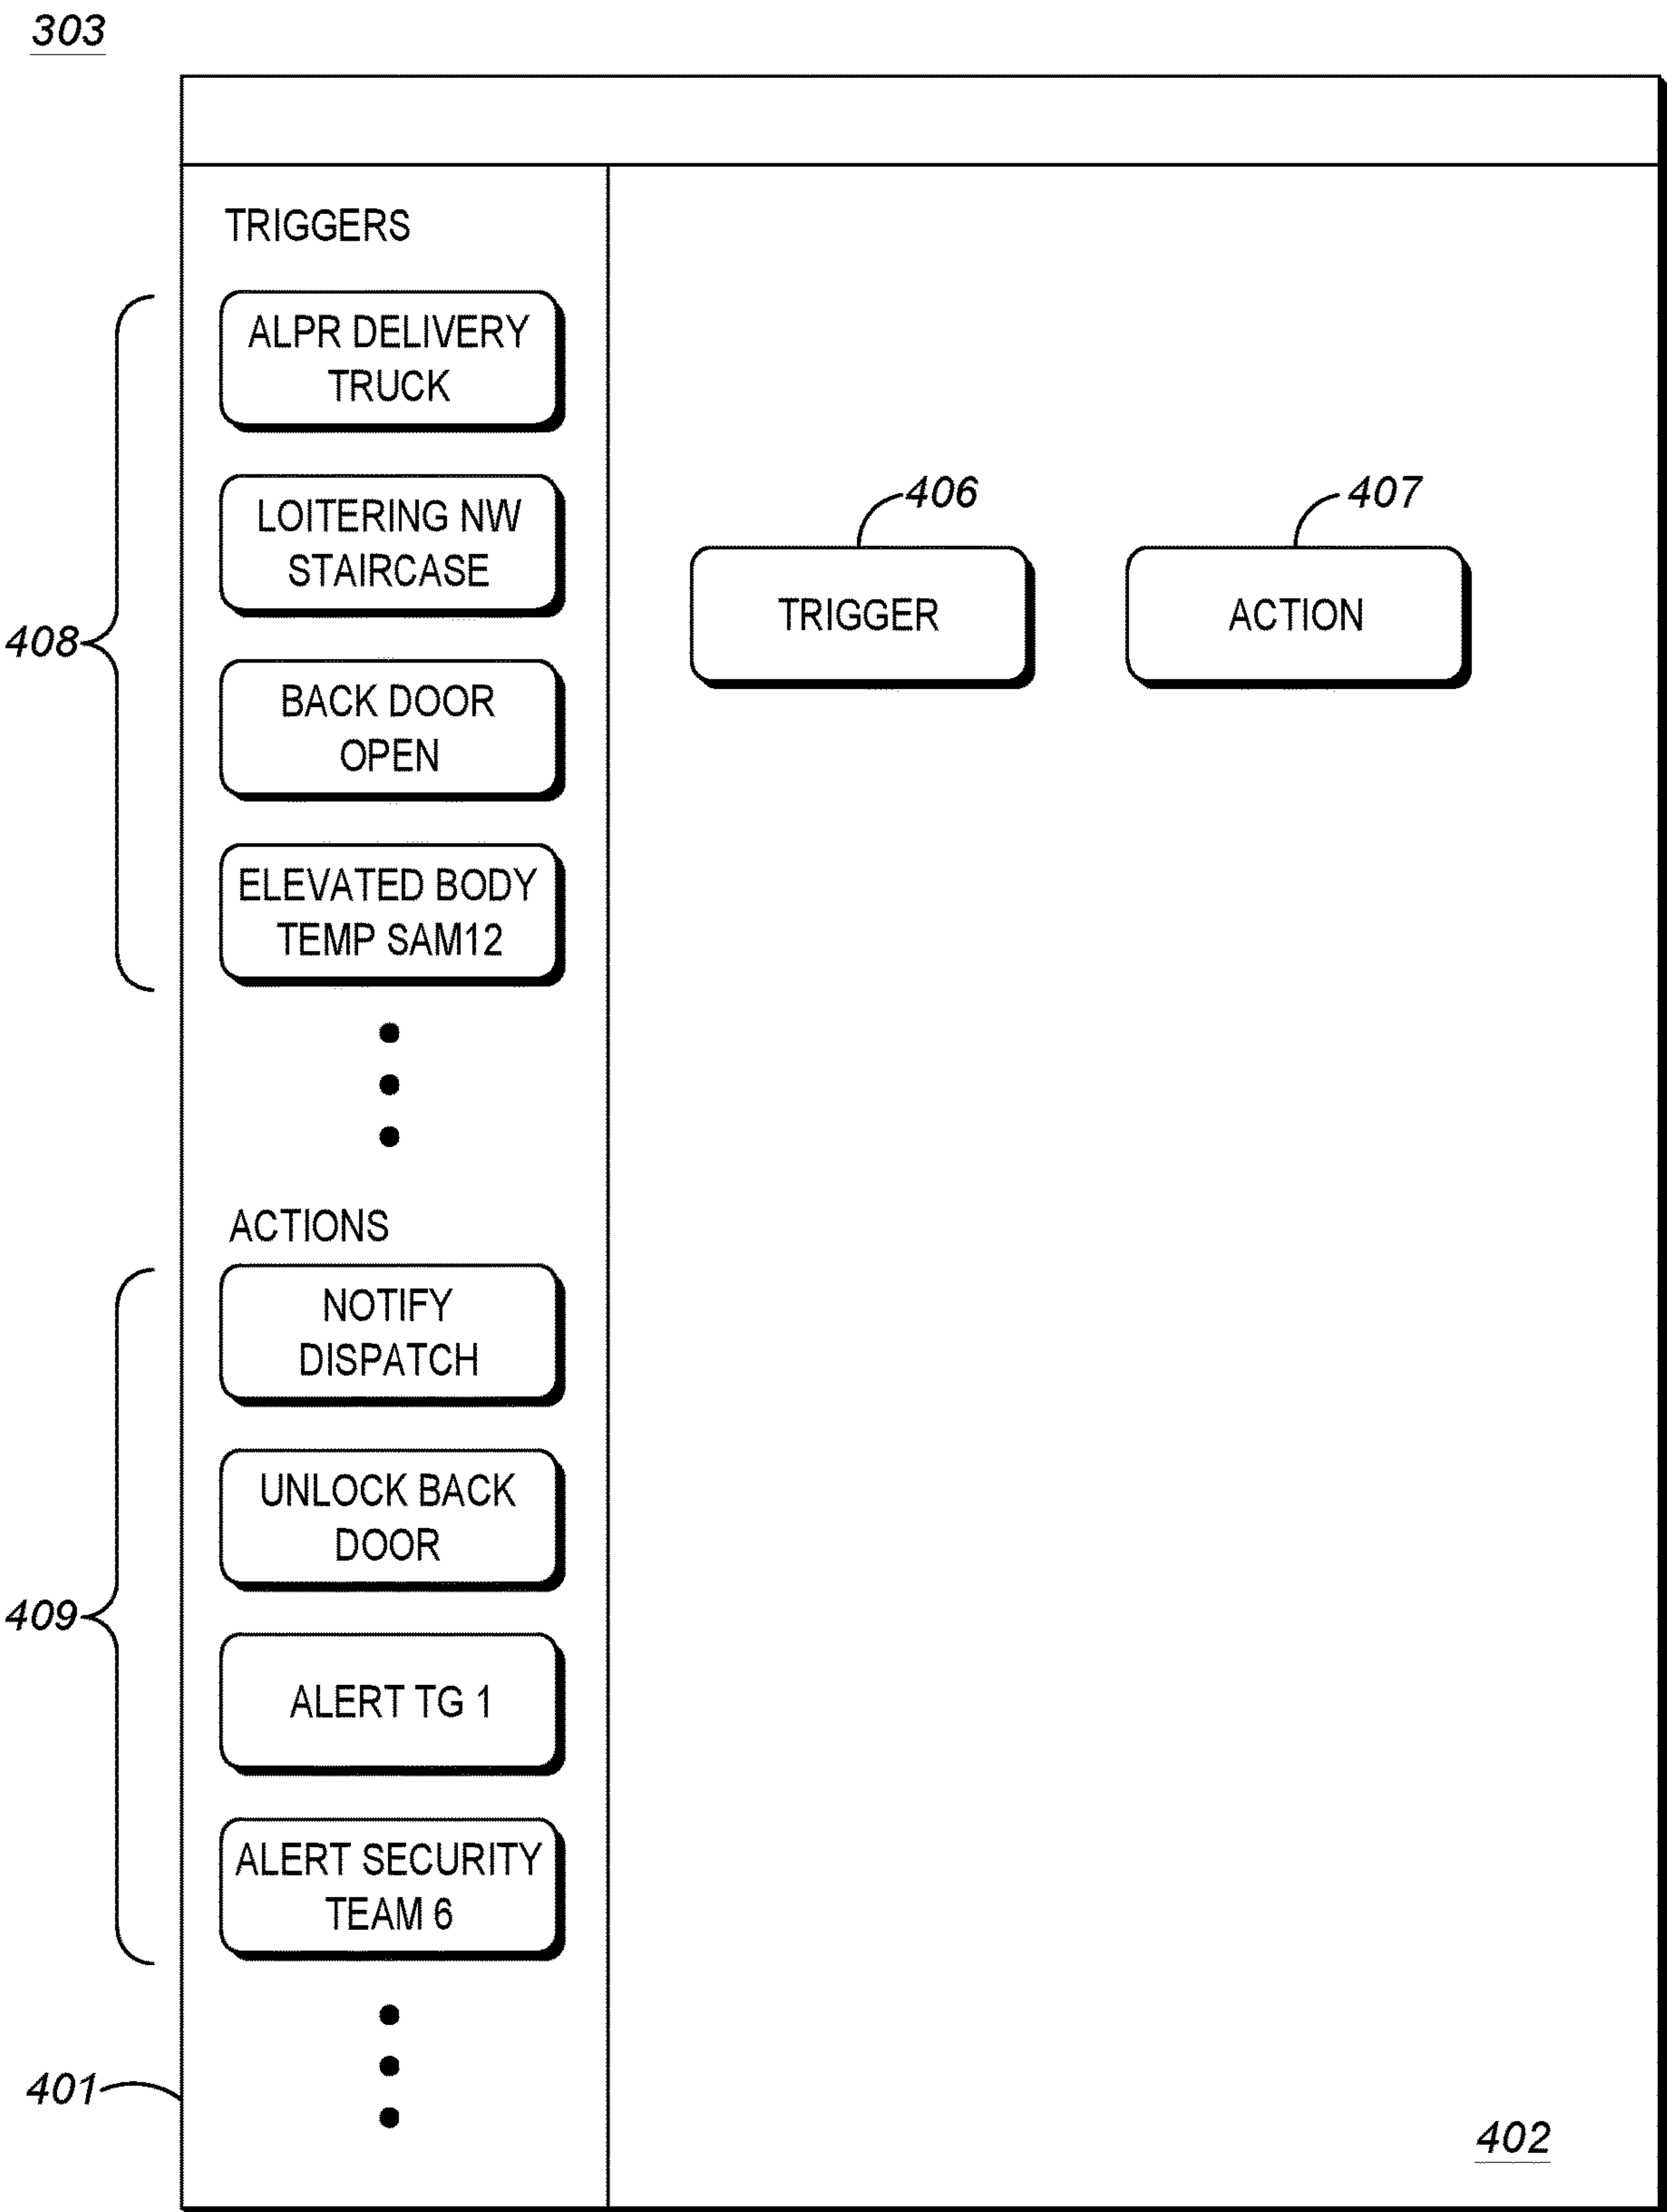 303
TRIGGERS
ALPR DELIVERY
TRUCK
LOITERING NW
STAIRCASE
BACK DOOR
OPEN
ELEVATED BODY
TEMP SAM12
408
406
407
TRIGGER
ACTION
ACTIONS
NOTIFY
DISPATCH
UNLOCK BACK
DOOR
ALERT TG 1
ALERT SECURITY
TEAM 6
409
401
402